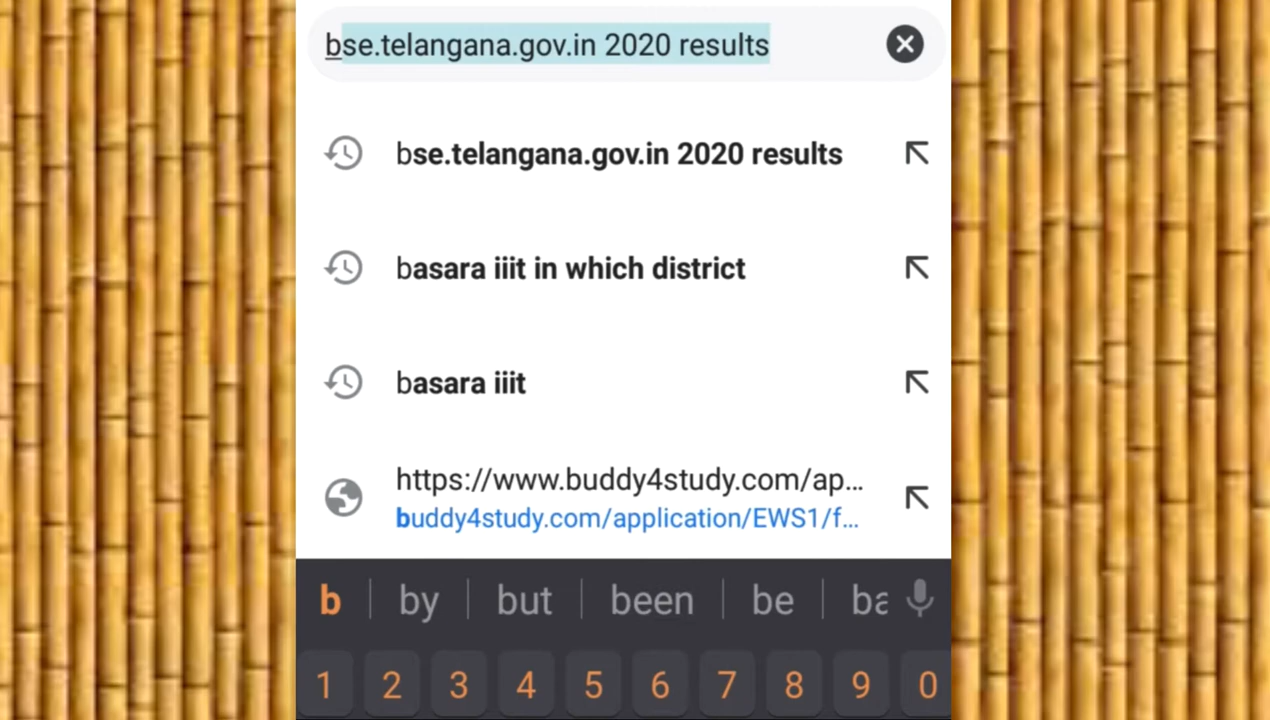 bse.telangana.gov.in 2020 results
bse.telangana.gov.in 2020 results
basara iiit in which district
basara iiit
https://www.buddy4study.com/ap...
buddy4study.com/application/EWS1/f...
b by but been be ba
1 2 3 4 5 6 7 8 9 0